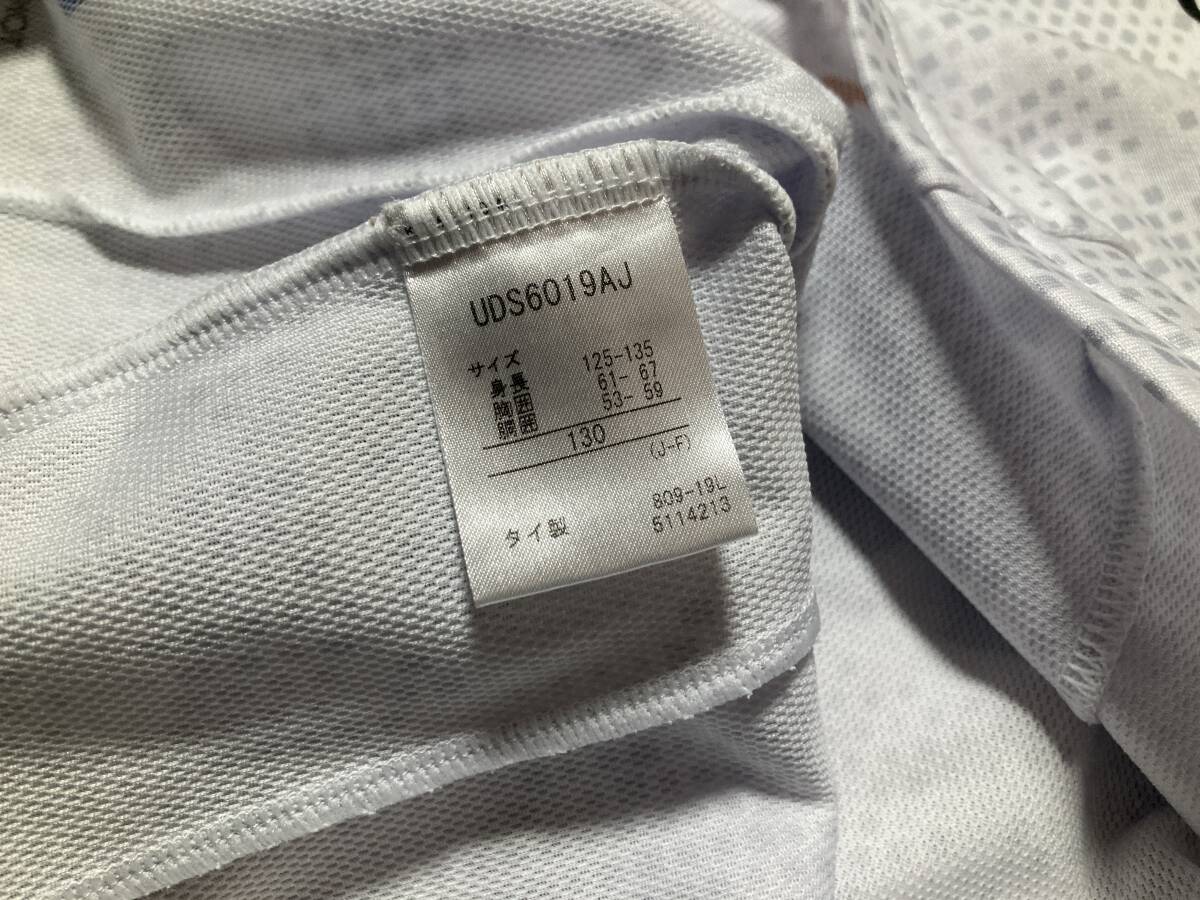 UDS6019AJ
サイズ
身長 125-135
胸囲 61- 67
胴囲 53- 59
130
(J-F)
809-19L
タイ製 5114213